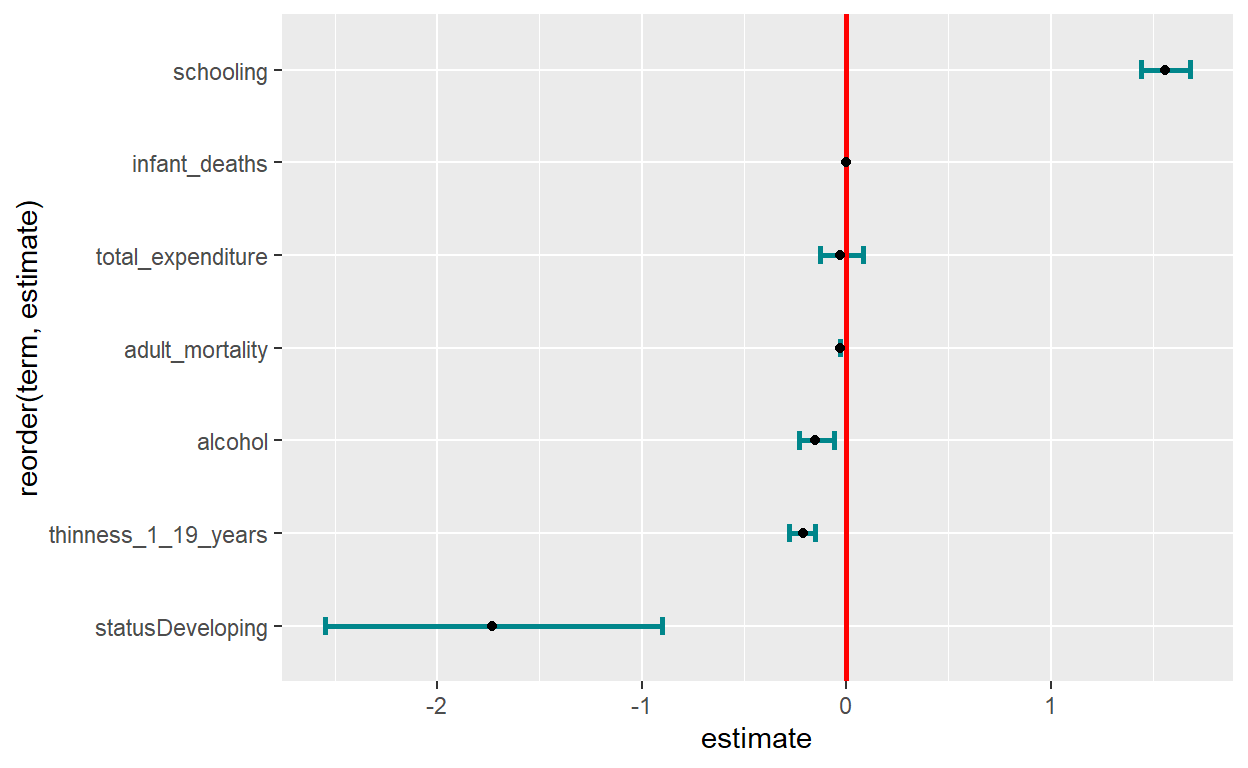 schooling
infant_deaths
total_expenditure
adult_mortality
alcohol
thinness_1_19_years
statusDeveloping
reorder(term, estimate)
-2 -1 0 1
estimate